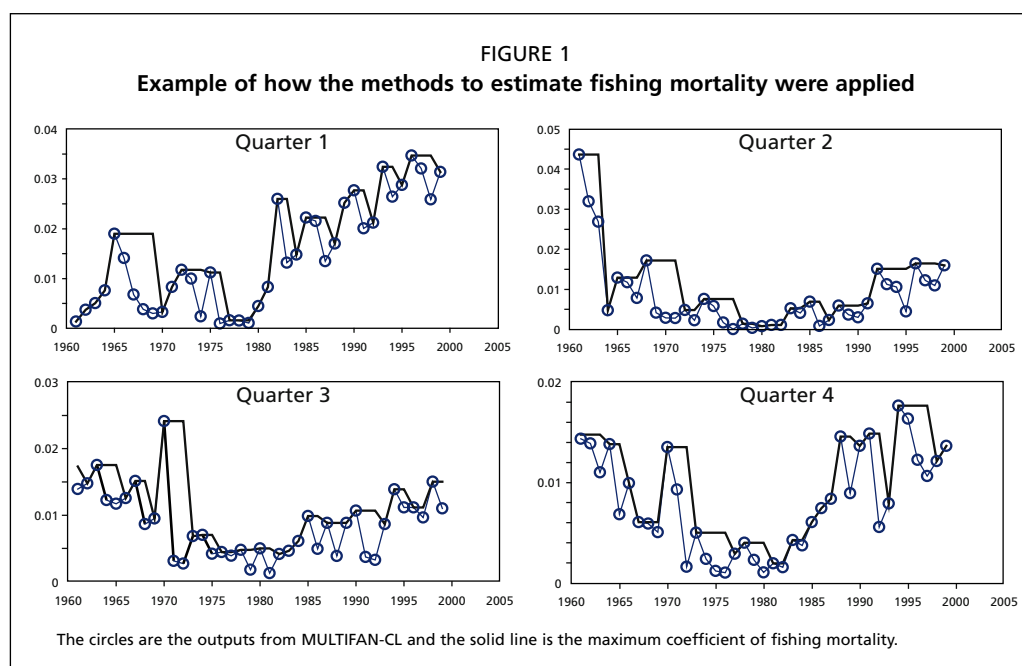 FIGURE 1
Example of how the methods to estimate fishing mortality were applied
Quarter 1
0.04
0.03
0.02
0.01
0
1960 1965 1970 1975 1980 1985 1990 1995 2000 2005
Quarter 2
0.05
0.04
0.03
0.02
0.01
0
1960 1965 1970 1975 1980 1985 1990 1995 2000 2005
Quarter 3
0.03
0.02
0.01
0
1960 1965 1970 1975 1980 1985 1990 1995 2000 2005
Quarter 4
0.02
0.01
0
1960 1965 1970 1975 1980 1985 1990 1995 2000 2005
The circles are the outputs from MULTIFAN-CL and the solid line is the maximum coefficient of fishing mortality.